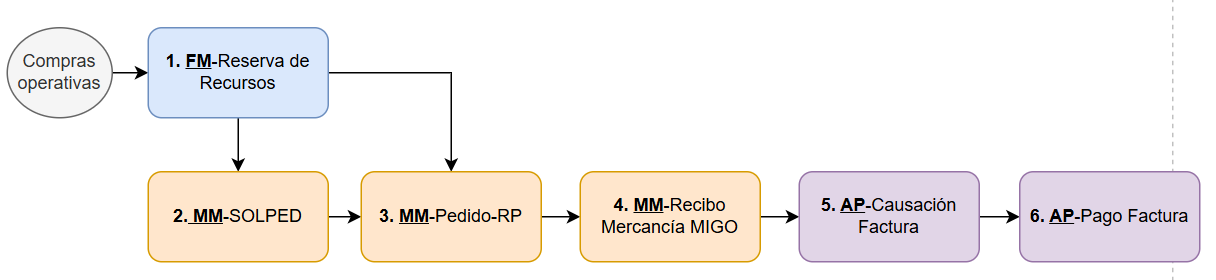 Compras
operativas
1. FM-Reserva de
Recursos
2. MM-SOLPED
3. MM-Pedido-RP
4. MM-Recibo
Mercancía MIGO
5. AP-Causación
Factura
6. AP-Pago Factura